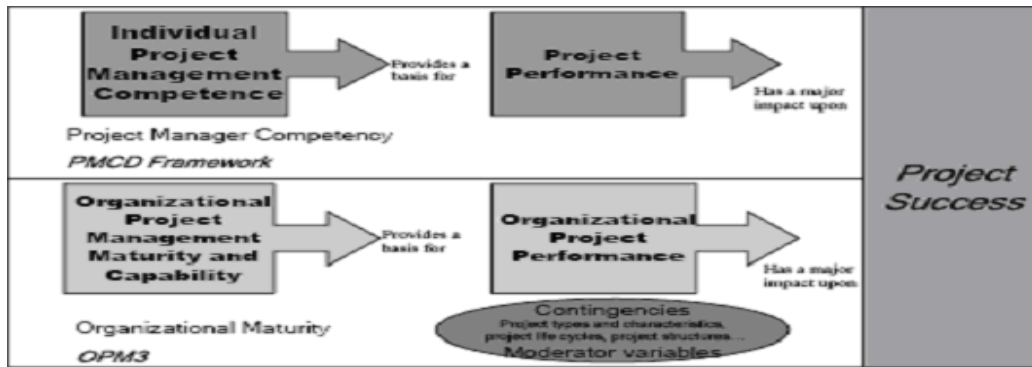 Individual
Project
Management
Competence
Provides a
basis for
Project
Performance
Has a major
impact upon
Project Manager Competency
PMCD Framework
Organizational
Project
Management
Maturity and
Capability
Provides a
basis for
Organizational
Project
Performance
Has a major
impact upon
Organizational Maturity
OPM3
Contingencies
Project types and characteristics,
project life cycles, project structures...
Moderator variables
Project
Success